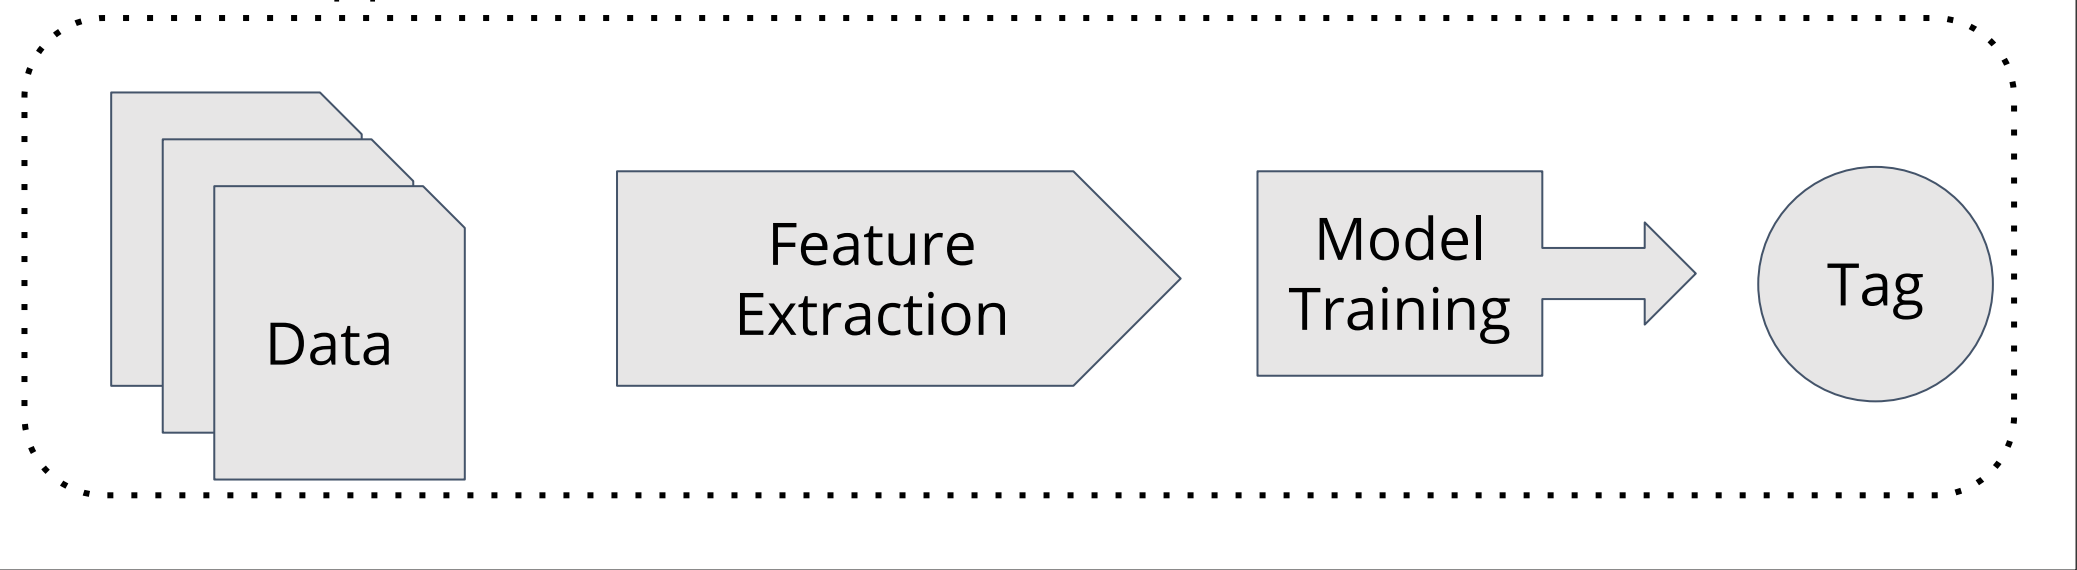 Data
Feature
Extraction
Model
Training
Tag